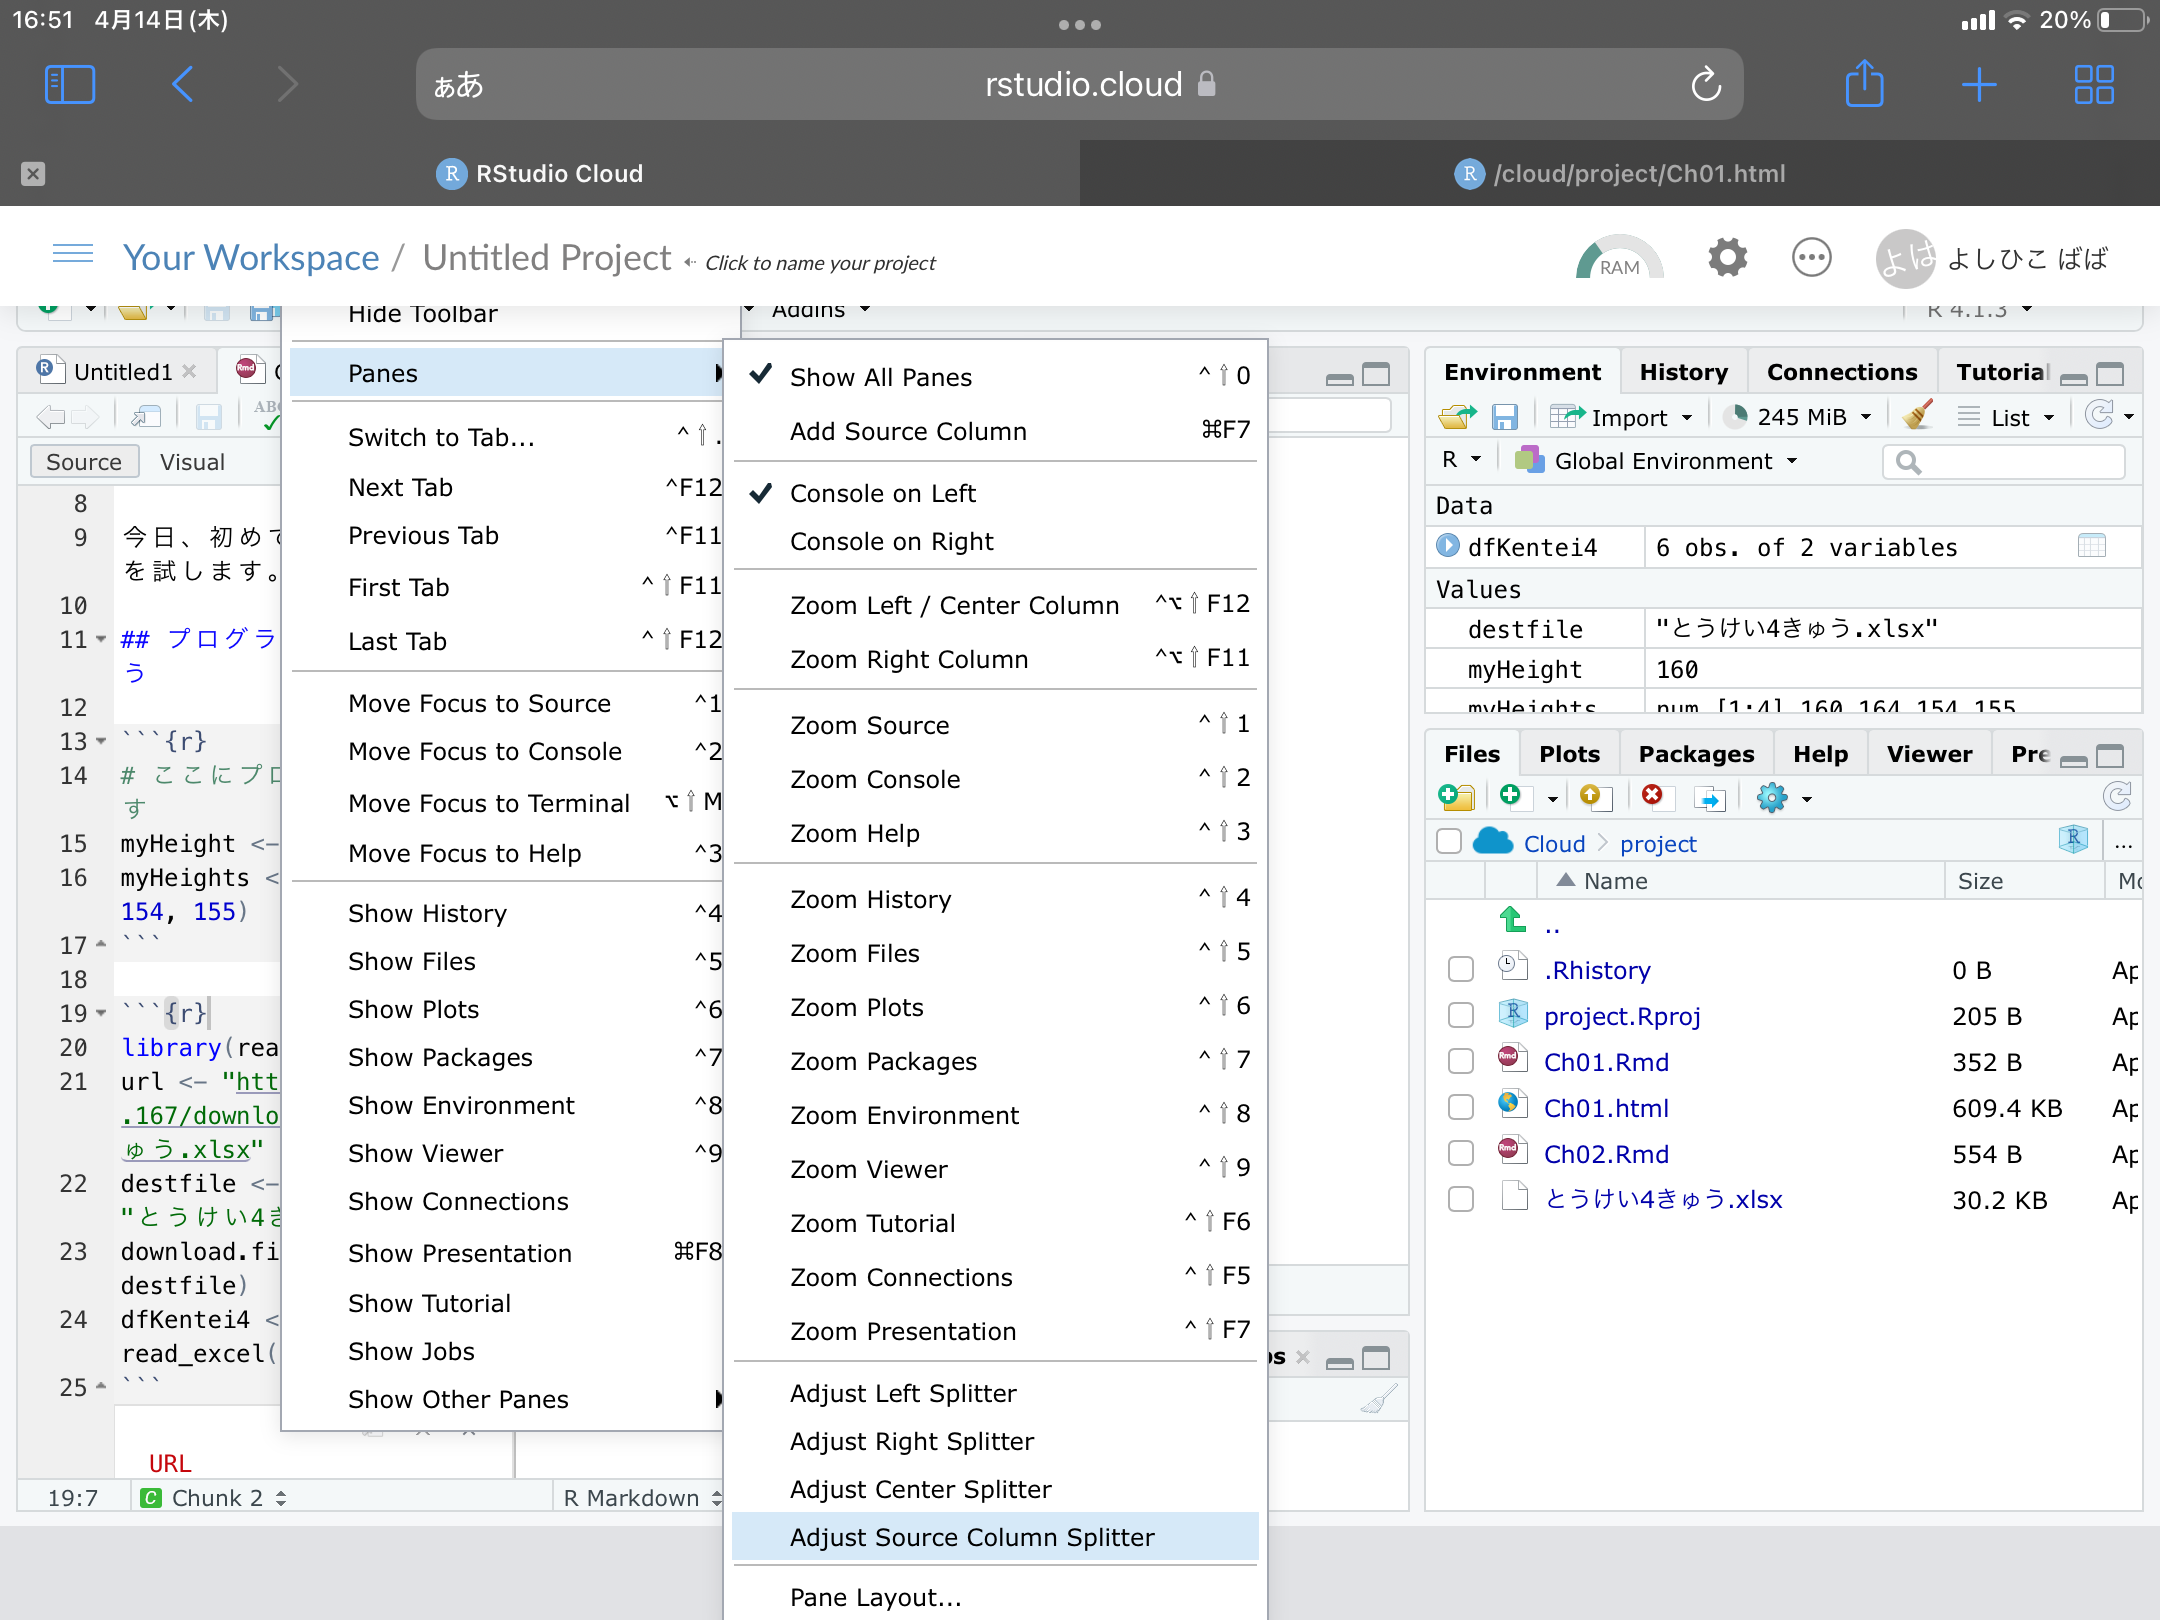 16:51 4月14日(木)
20%
ぁあ
rstudio.cloud
RStudio Cloud
/cloud/project/Ch01.html
Your Workspace / Untitled Project
Click to name your project
RAM
よは
よしひこ ばば
Hide Toolbar
Addins
R 4.1.3
Untitled1
Rmd
ABC
Source
Visual
8
9 今日、初めて
を試します。
10
11 ## プログラ
う
12
13 ```{r}
14 # ここにプロ
す
15 myHeight <-
16 myHeights <
154, 155)
17 ```
18
19 ```{r}
20 library(rea
21 url <- "htt
.167/downlo
ゅう.xlsx"
22 destfile <-
"とうけい4き
23 download.fi
destfile)
24 dfKentei4 <
read_excel(
25 ```
URL
19:7
C Chunk 2
R Markdown
Panes
Switch to Tab... ^⇧.
Next Tab ^F12
Previous Tab ^F11
First Tab ^⇧F11
Last Tab ^⇧F12
Move Focus to Source ^1
Move Focus to Console ^2
Move Focus to Terminal ⌥⇧M
Move Focus to Help ^3
Show History ^4
Show Files ^5
Show Plots ^6
Show Packages ^7
Show Environment ^8
Show Viewer ^9
Show Connections
Show Presentation ⌘F8
Show Tutorial
Show Jobs
Show Other Panes
Show All Panes ^⇧0
Add Source Column ⌘F7
Console on Left
Console on Right
Zoom Left / Center Column ^⌥⇧F12
Zoom Right Column ^⌥⇧F11
Zoom Source ^⇧1
Zoom Console ^⇧2
Zoom Help ^⇧3
Zoom History ^⇧4
Zoom Files ^⇧5
Zoom Plots ^⇧6
Zoom Packages ^⇧7
Zoom Environment ^⇧8
Zoom Viewer ^⇧9
Zoom Tutorial ^⇧F6
Zoom Connections ^⇧F5
Zoom Presentation ^⇧F7
Adjust Left Splitter
Adjust Right Splitter
Adjust Center Splitter
Adjust Source Column Splitter
Pane Layout...
Environment History Connections Tutorial
Import 245 MiB List
R Global Environment
Data
dfKentei4 6 obs. of 2 variables
Values
destfile "とうけい4きゅう.xlsx"
myHeight 160
myHeights num [1:4] 160 164 154 155
Files Plots Packages Help Viewer Pre
Cloud project ...
Name Size Mo
..
.Rhistory 0 B Ap
project.Rproj 205 B Ap
Ch01.Rmd 352 B Ap
Ch01.html 609.4 KB Ap
Ch02.Rmd 554 B Ap
とうけい4きゅう.xlsx 30.2 KB Ap